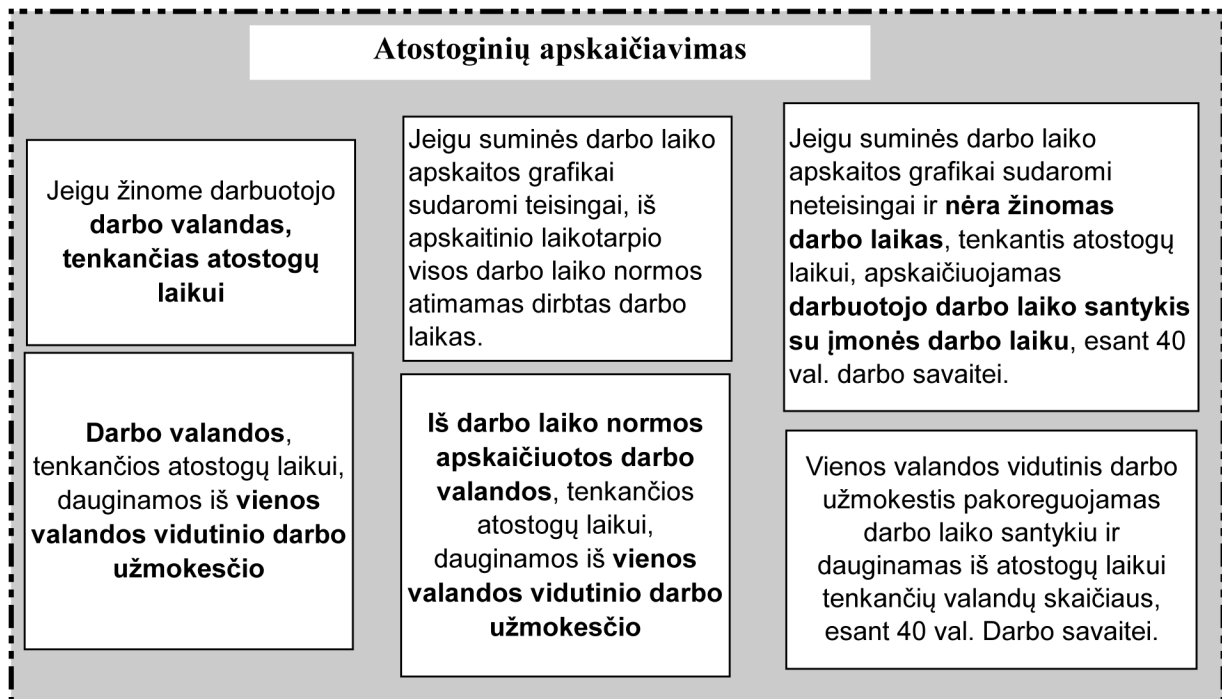 Atostoginių apskaičiavimas
Jeigu žinome darbuotojo
darbo valandas,
tenkančias atostogų
laikui
Darbo valandos,
tenkančios atostogų laikui,
dauginamos iš vienos
valandos vidutinio darbo
užmokesčio
Jeigu suminės darbo laiko
apskaitos grafikai
sudaromi teisingai, iš
apskaitinio laikotarpio
visos darbo laiko normos
atimamas dirbtas darbo
laikas.
Iš darbo laiko normos
apskaičiuotos darbo
valandos, tenkančios
atostogų laikui,
dauginamos iš vienos
valandos vidutinio darbo
užmokesčio
Jeigu suminės darbo laiko
apskaitos grafikai sudaromi
neteisingai ir nėra žinomas
darbo laikas, tenkantis atostogų
laikui, apskaičiuojamas
darbuotojo darbo laiko santykis
su įmonės darbo laiku, esant 40
val. darbo savaitei.
Vienos valandos vidutinis darbo
užmokestis pakoreguojamas
darbo laiko santykiu ir
dauginamas iš atostogų laikui
tenkančių valandų skaičiaus,
esant 40 val. Darbo savaitei.